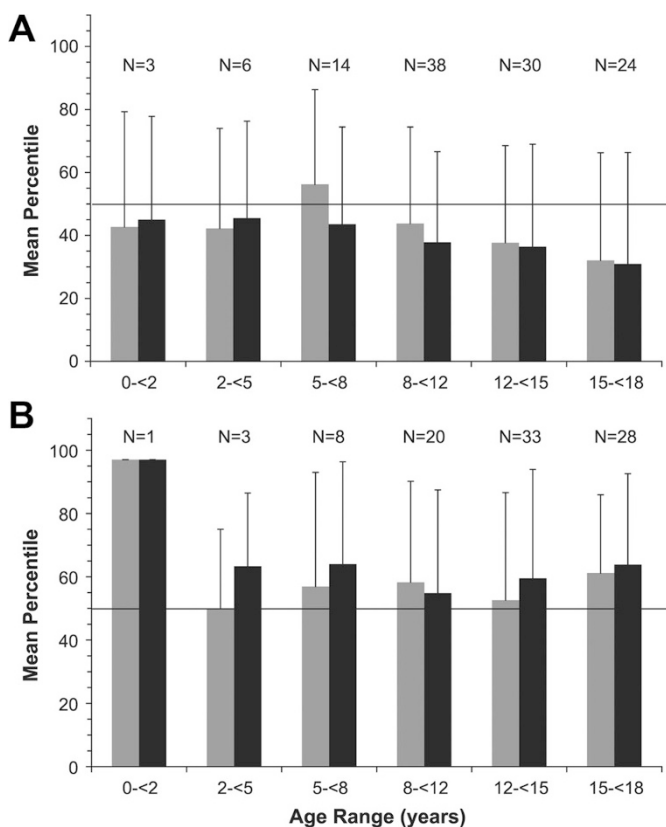 A
100
80
60
40
20
0
Mean Percentile
N=3 N=6 N=14 N=38 N=30 N=24
0-<2 2-<5 5-<8 8-<12 12-<15 15-<18
B
100
80
60
40
20
0
Mean Percentile
N=1 N=3 N=8 N=20 N=33 N=28
0-<2 2-<5 5-<8 8-<12 12-<15 15-<18
Age Range (years)